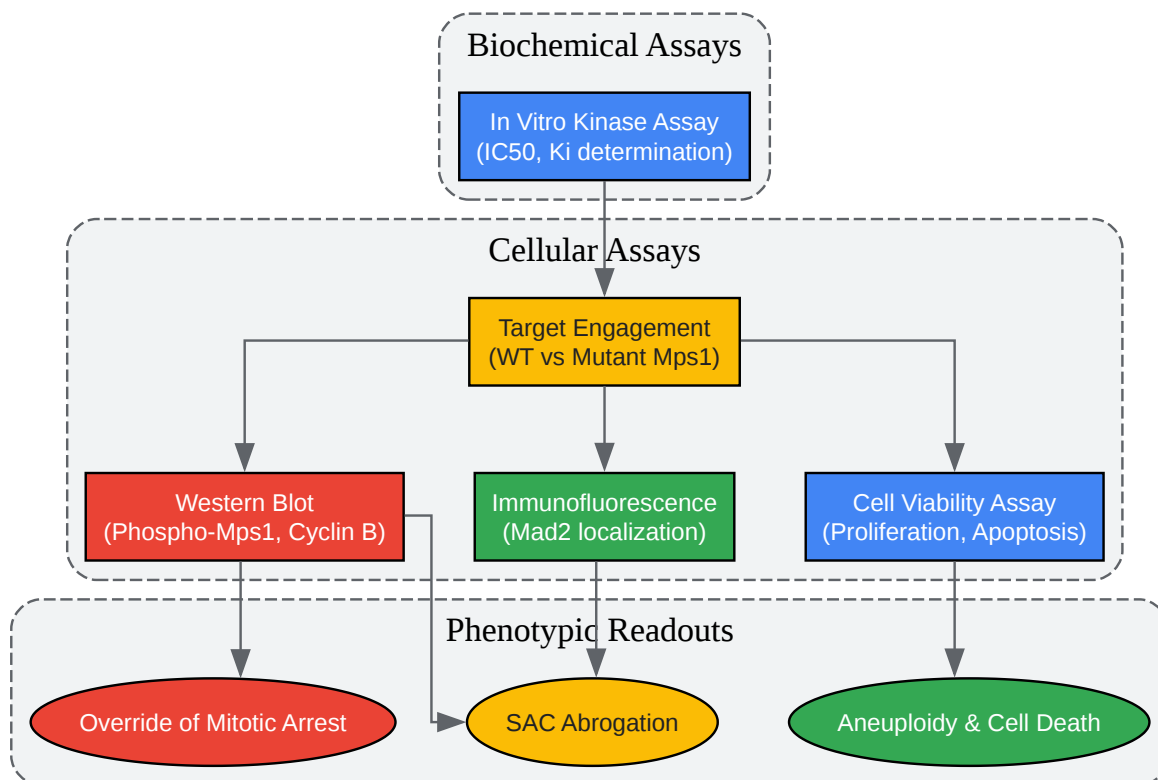 Biochemical Assays
In Vitro Kinase Assay
(IC50, Ki determination)
Cellular Assays
Target Engagement
(WT vs Mutant Mps1)
Western Blot
(Phospho-Mps1, Cyclin B)
Immunofluorescence
(Mad2 localization)
Cell Viability Assay
(Proliferation, Apoptosis)
Phenotypic Readouts
Override of Mitotic Arrest
SAC Abrogation
Aneuploidy & Cell Death